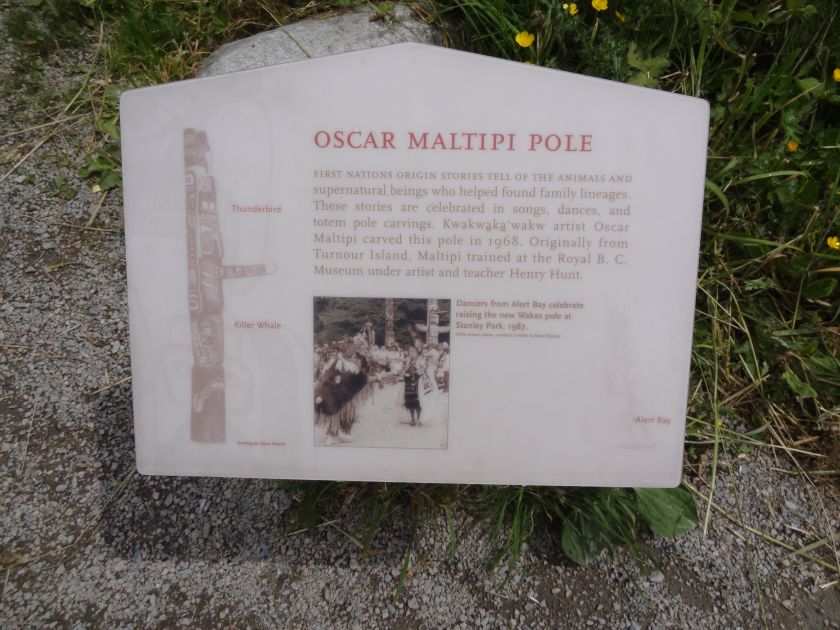 OSCAR MALTIPI POLE
FIRST NATIONS ORIGIN STORIES TELL OF THE ANIMALS AND
supernatural beings who helped found family lineages.
These stories are celebrated in songs, dances, and
totem pole carvings. Kwakwa̱ka̱'wakw artist Oscar
Maltipi carved this pole in 1968. Originally from
Turnour Island, Maltipi trained at the Royal B. C.
Museum under artist and teacher Henry Hunt.
Thunderbird
Killer Whale
Dancers from Alert Bay celebrate
raising the new Wakas pole at
Stanley Park, 1987.
Alert Bay